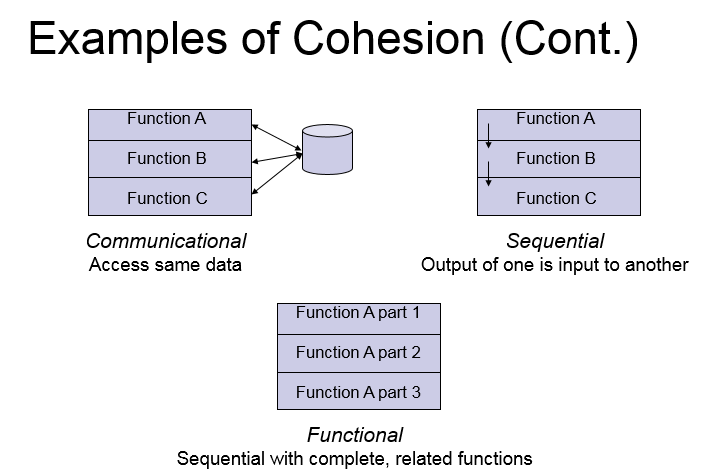 Examples of Cohesion (Cont.)
Function A
Function B
Function C
Communicational
Access same data
Function A
Function B
Function C
Sequential
Output of one is input to another
Function A part 1
Function A part 2
Function A part 3
Functional
Sequential with complete, related functions